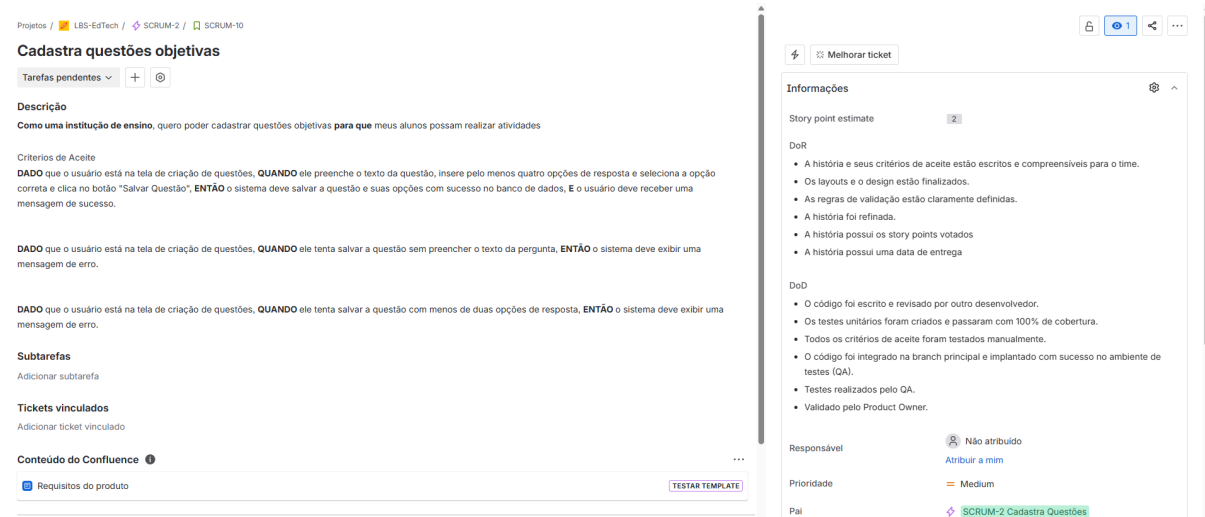 Projetos / LBS-EdTech / SCRUM-2 / SCRUM-10
1
Cadastra questões objetivas
Melhorar ticket
Tarefas pendentes
Descrição
Como uma institução de ensino, quero poder cadastrar questões objetivas para que meus alunos possam realizar atividades
Criterios de Aceite
DADO que o usuário está na tela de criação de questões, QUANDO ele preenche o texto da questão, insere pelo menos quatro opções de resposta e seleciona a opção
correta e clica no botão "Salvar Questão", ENTÃO o sistema deve salvar a questão e suas opções com sucesso no banco de dados, E o usuário deve receber uma
mensagem de sucesso.
DADO que o usuário está na tela de criação de questões, QUANDO ele tenta salvar a questão sem preencher o texto da pergunta, ENTÃO o sistema deve exibir uma
mensagem de erro.
DADO que o usuário está na tela de criação de questões, QUANDO ele tenta salvar a questão com menos de duas opções de resposta, ENTÃO o sistema deve exibir uma
mensagem de erro.
Subtarefas
Adicionar subtarefa
Tickets vinculados
Adicionar ticket vinculado
Conteúdo do Confluence
Requisitos do produto
TESTAR TEMPLATE
Informações
Story point estimate 2
DoR
• A história e seus critérios de aceite estão escritos e compreensíveis para o time.
• Os layouts e o design estão finalizados.
• As regras de validação estão claramente definidas.
• A história foi refinada.
• A história possui os story points votados
• A história possui uma data de entrega
DoD
• O código foi escrito e revisado por outro desenvolvedor.
• Os testes unitários foram criados e passaram com 100% de cobertura.
• Todos os critérios de aceite foram testados manualmente.
• O código foi integrado na branch principal e implantado com sucesso no ambiente de
testes (QA).
• Testes realizados pelo QA.
• Validado pelo Product Owner.
Responsável Não atribuído
Atribuir a mim
Prioridade Medium
Pai SCRUM-2 Cadastra Questões